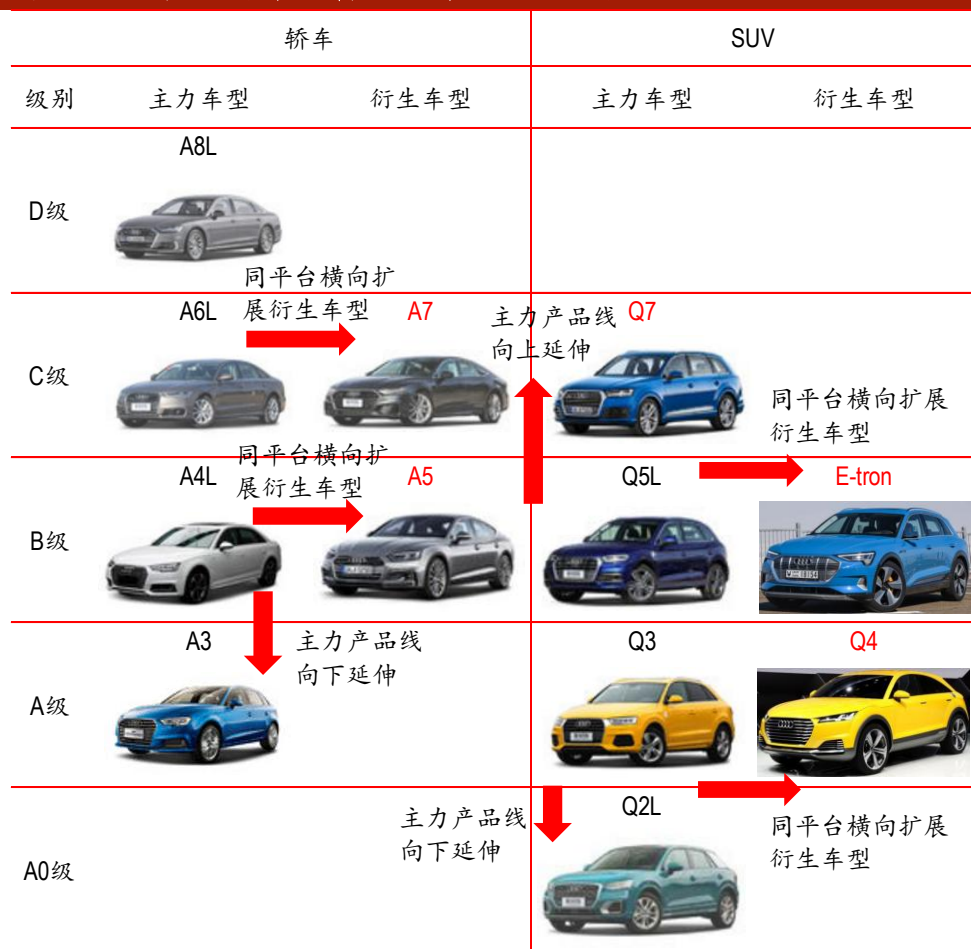 轿车
SUV
级别
主力车型
衍生车型
主力车型
衍生车型
A8L
D级
同平台横向扩
展衍生车型
A6L
A7
主力产品线
向上延伸
Q7
C级
同平台横向扩展
衍生车型
同平台横向扩
展衍生车型
A4L
A5
Q5L
E-tron
B级
A3
主力产品线
向下延伸
Q3
Q4
A级
主力产品线
向下延伸
Q2L
同平台横向扩展
衍生车型
A0级